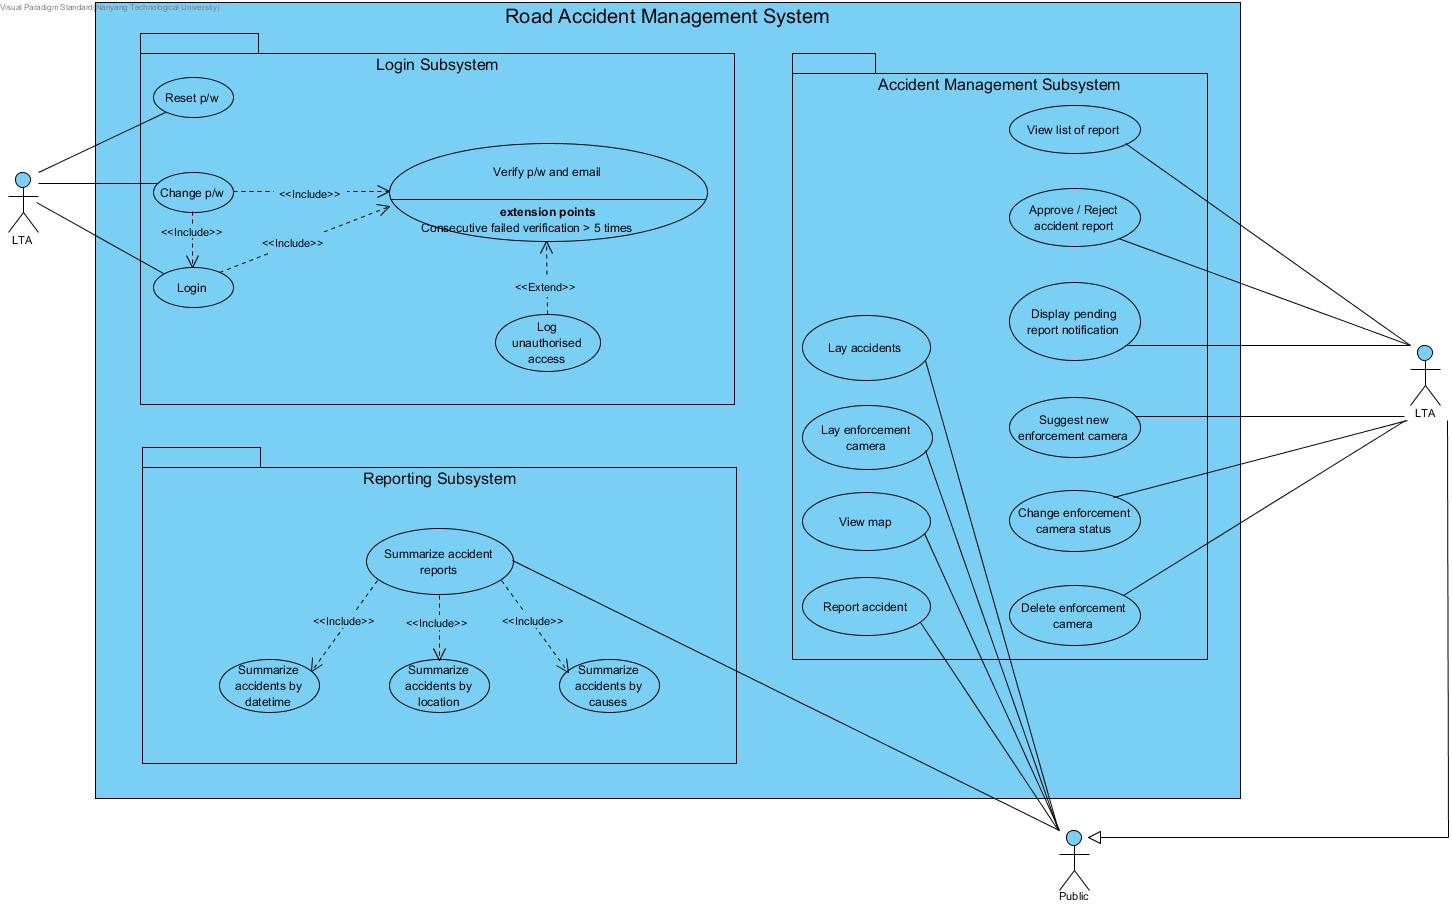 Visual Paradigm Standard(Nanyang Technological University)
Road Accident Management System
Login Subsystem
Reset p/w
Change p/w
<<Include>>
Verify p/w and email
extension points
Consecutive failed verification > 5 times
<<Include>>
<<Include>>
Login
<<Extend>>
Log
unauthorised
access
LTA
Accident Management Subsystem
View list of report
Approve / Reject
accident report
Display pending
report notification
Lay accidents
Lay enforcement
camera
Suggest new
enforcement camera
View map
Change enforcement
camera status
Report accident
Delete enforcement
camera
LTA
Reporting Subsystem
Summarize accident
reports
<<Include>>
<<Include>>
<<Include>>
Summarize
accidents by
datetime
Summarize
accidents by
location
Summarize
accidents by
causes
Public